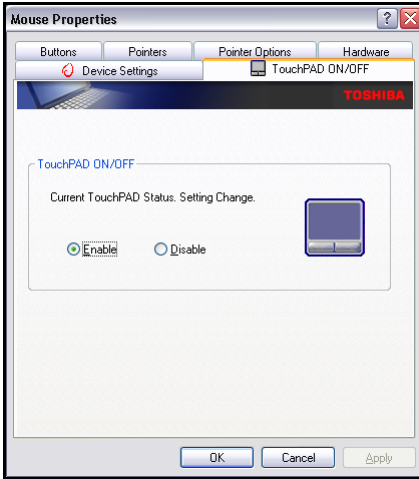 Mouse Properties
Buttons Pointers Pointer Options Hardware
Device Settings TouchPAD ON/OFF
TOSHIBA
TouchPAD ON/OFF
Current TouchPAD Status. Setting Change.
Enable Disable
OK Cancel Apply